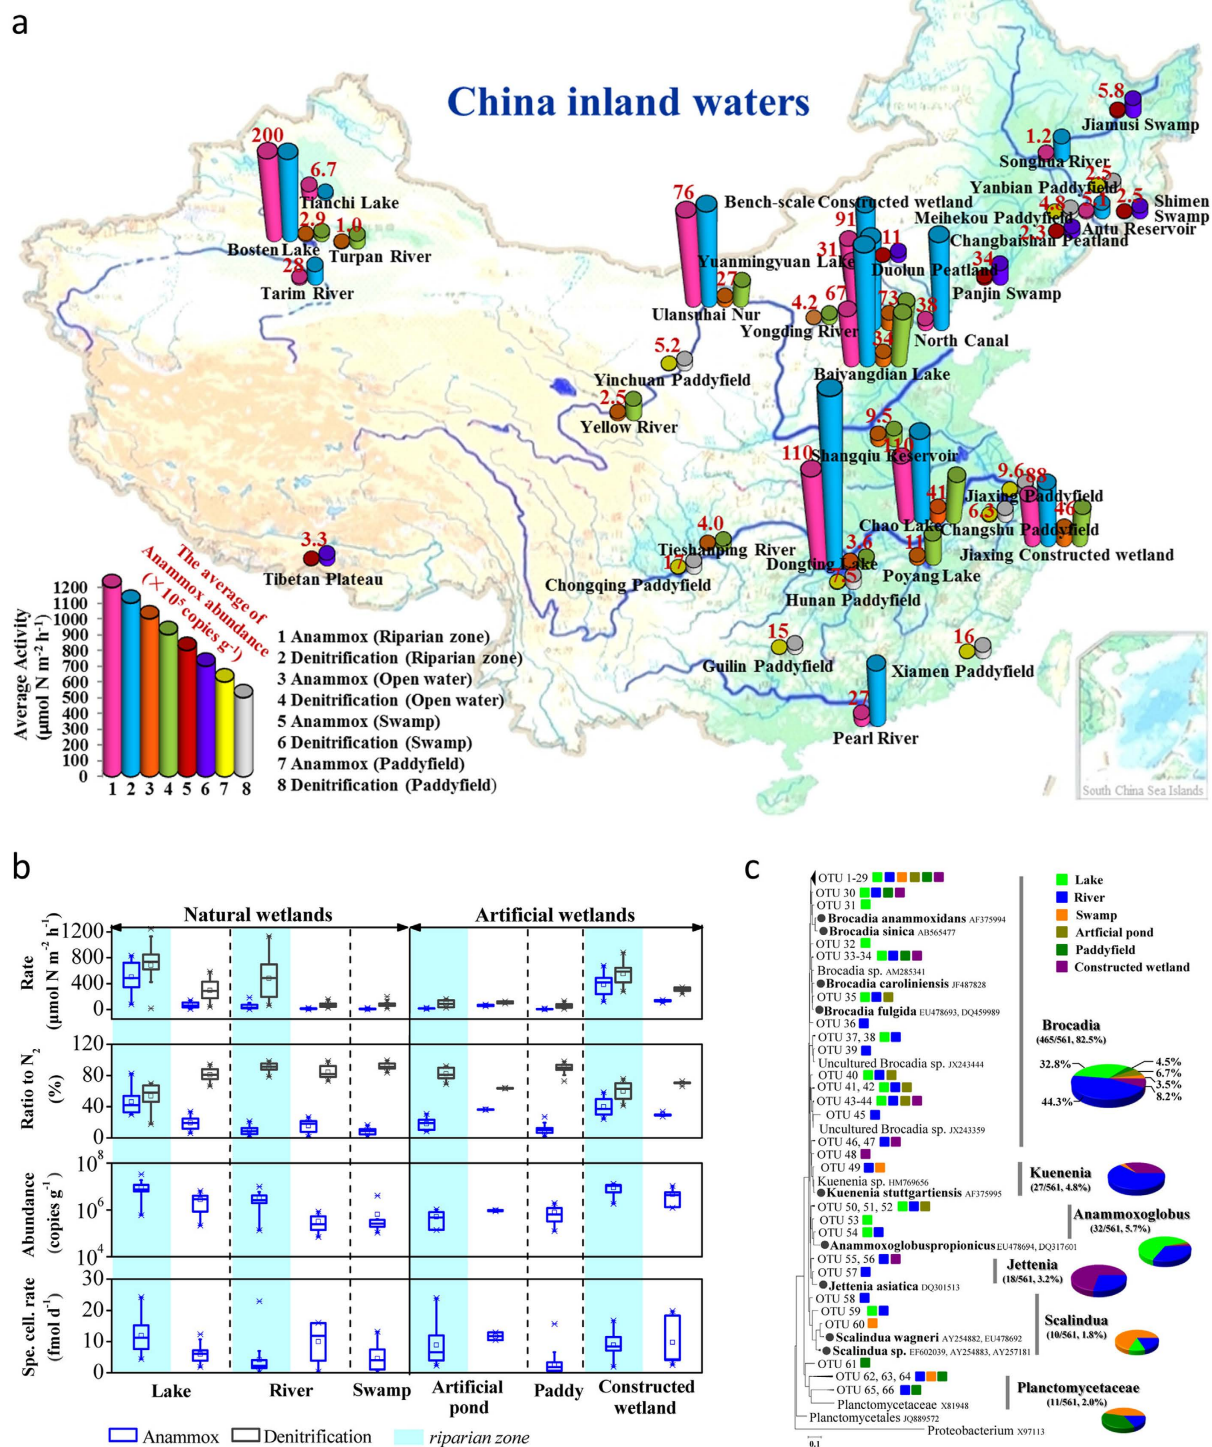 a
China inland waters
5.8
Jiamusi Swamp
1.2
Songhua River
2.5
Yanbian Paddyfield
4.8
5.1
2.5
Shimen
Swamp
Meihekou Paddyfield
Antu Reservoir
2.3
Changbaishan Peatland
200
6.7
Tianchi Lake
2.9
1.0
Bosten Lake
Turpan River
28
Tarim River
76
Bench-scale Constructed wetland
91
31
11
Yuanmingyuan Lake
Duolun Peatland
34
Panjin Swamp
27
Ulansuhai Nur
4.2
67
73
38
Yongding River
North Canal
34
Baiyangdian Lake
5.2
Yinchuan Paddyfield
2.5
Yellow River
9.5
Shangqiu Reservoir
110
110
41
Chao Lake
9.6
88
Jiaxing Paddyfield
6.3
Changshu Paddyfield
46
Jiaxing Constructed wetland
4.0
Tieshanping River
17
Chongqing Paddyfield
3.6
Dongting Lake
11
Poyang Lake
7.5
Hunan Paddyfield
3.3
Tibetan Plateau
15
Guilin Paddyfield
16
Xiamen Paddyfield
27
Pearl River
South China Sea Islands
The average of
Anammox abundance
(×10⁵ copies g⁻¹)
Average Activity
(μmol N m⁻² h⁻¹)
1200
1100
1000
900
800
700
600
500
400
300
200
100
0
1 2 3 4 5 6 7 8
1 Anammox (Riparian zone)
2 Denitrification (Riparian zone)
3 Anammox (Open water)
4 Denitrification (Open water)
5 Anammox (Swamp)
6 Denitrification (Swamp)
7 Anammox (Paddyfield)
8 Denitrification (Paddyfield)
b
Natural wetlands
Artificial wetlands
Rate
(μmol N m⁻² h⁻¹)
1200
800
400
0
Ratio to N₂
(%)
120
80
40
0
Abundance
(copies g⁻¹)
10⁸
10⁶
10⁴
Spe. cell. rate
(fmol d⁻¹)
30
20
10
0
Lake
River
Swamp
Artificial
pond
Paddy
Constructed
wetland
Anammox
Denitrification
riparian zone
c
OTU 1-29
OTU 30
OTU 31
Brocadia anammoxidans AF375994
Brocadia sinica AB565477
OTU 32
OTU 33-34
Brocadia sp. AM285341
Brocadia caroliniensis JF487828
OTU 35
Brocadia fulgida EU478693, DQ459989
OTU 36
OTU 37, 38
OTU 39
Uncultured Brocadia sp. JX243444
OTU 40
OTU 41, 42
OTU 43-44
OTU 45
Uncultured Brocadia sp. JX243359
OTU 46, 47
OTU 48
OTU 49
Kuenenia sp. HM769656
Kuenenia stuttgartiensis AF375995
OTU 50, 51, 52
OTU 53
OTU 54
Anammoxoglobuspropionicus EU478694, DQ317601
OTU 55, 56
OTU 57
Jettenia asiatica DQ301513
OTU 58
OTU 59
OTU 60
Scalindua wagneri AY254882, EU478692
Scalindua sp. EF602039, AY254883, AY257181
OTU 61
OTU 62, 63, 64
OTU 65, 66
Planctomycetaceae X81948
Planctomycetales JQ889572
Proteobacterium X97113
0.1
Lake
River
Swamp
Artficial pond
Paddyfield
Constructed wetland
Brocadia
(465/561, 82.5%)
32.8%
4.5%
6.7%
3.5%
8.2%
44.3%
Kuenenia
(27/561, 4.8%)
Anammoxoglobus
(32/561, 5.7%)
Jettenia
(18/561, 3.2%)
Scalindua
(10/561, 1.8%)
Planctomycetaceae
(11/561, 2.0%)